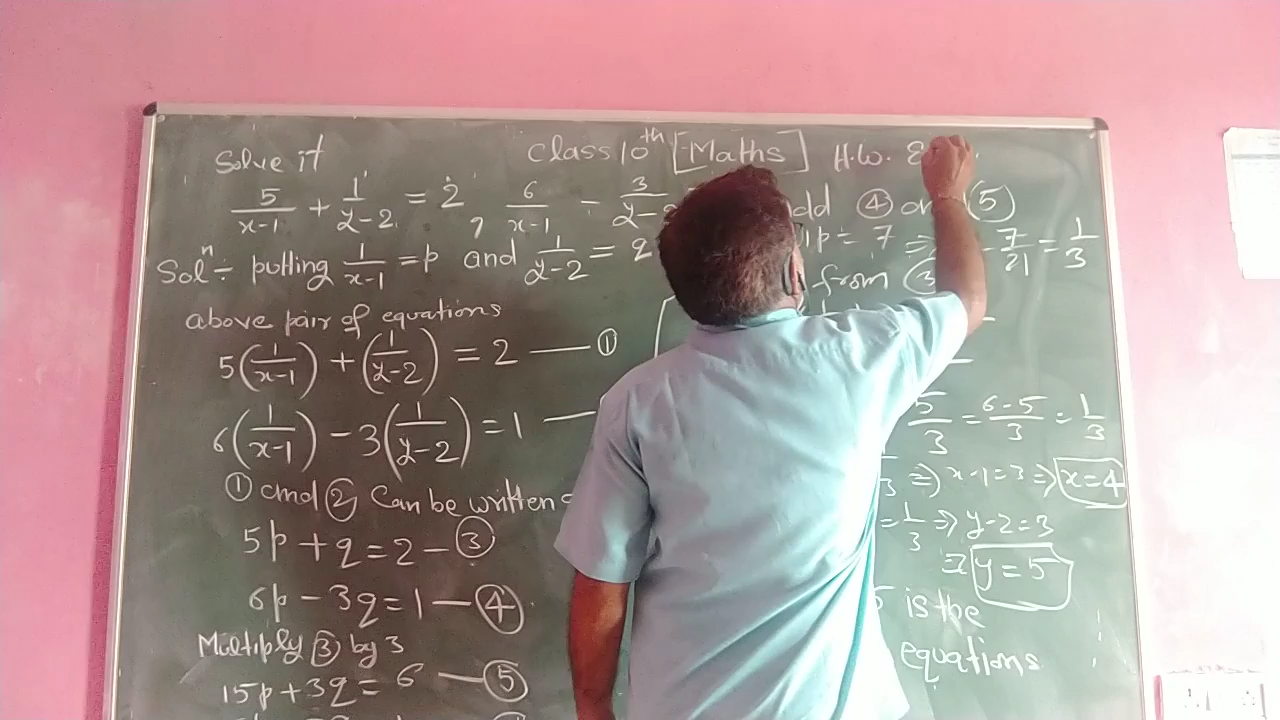 Class 10th [Maths] H.W.
Solve it
5/(x-1) + 1/(y-2) = 2, 6/(x-1) - 3/(y-2
Solⁿ÷ putting 1/(x-1) = p and 1/(y-2) = q
above pair of equations
5(1/(x-1)) + (1/(y-2)) = 2 — ①
6(1/(x-1)) - 3(1/(y-2)) = 1 —
① and ② Can be written
5p + q = 2 — ③
6p - 3q = 1 — ④
Multiply ③ by 3
15p + 3q = 6 — ⑤
dd ④ on ⑤
1p = 7 ⇒ 7/21 = 1/3
from ③
5/3 = (6-5)/3 = 1/3
3 ⇒ x-1=3 ⇒ x=4
= 1/3 ⇒ y-2=3
⇒ y=5
5 is the
equations